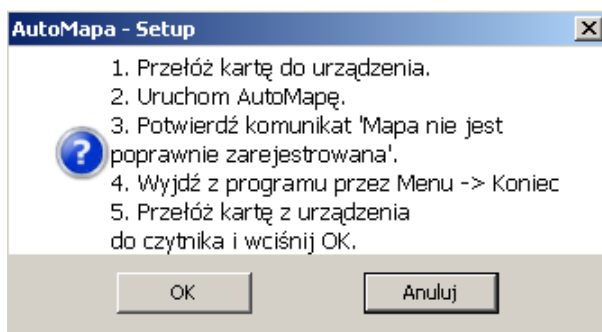 AutoMapa - Setup
1. Przełóż kartę do urządzenia.
2. Uruchom AutoMapę.
3. Potwierdź komunikat 'Mapa nie jest
poprawnie zarejestrowana'.
4. Wyjdź z programu przez Menu -> Koniec
5. Przełóż kartę z urządzenia
do czytnika i wciśnij OK.
OK
Anuluj